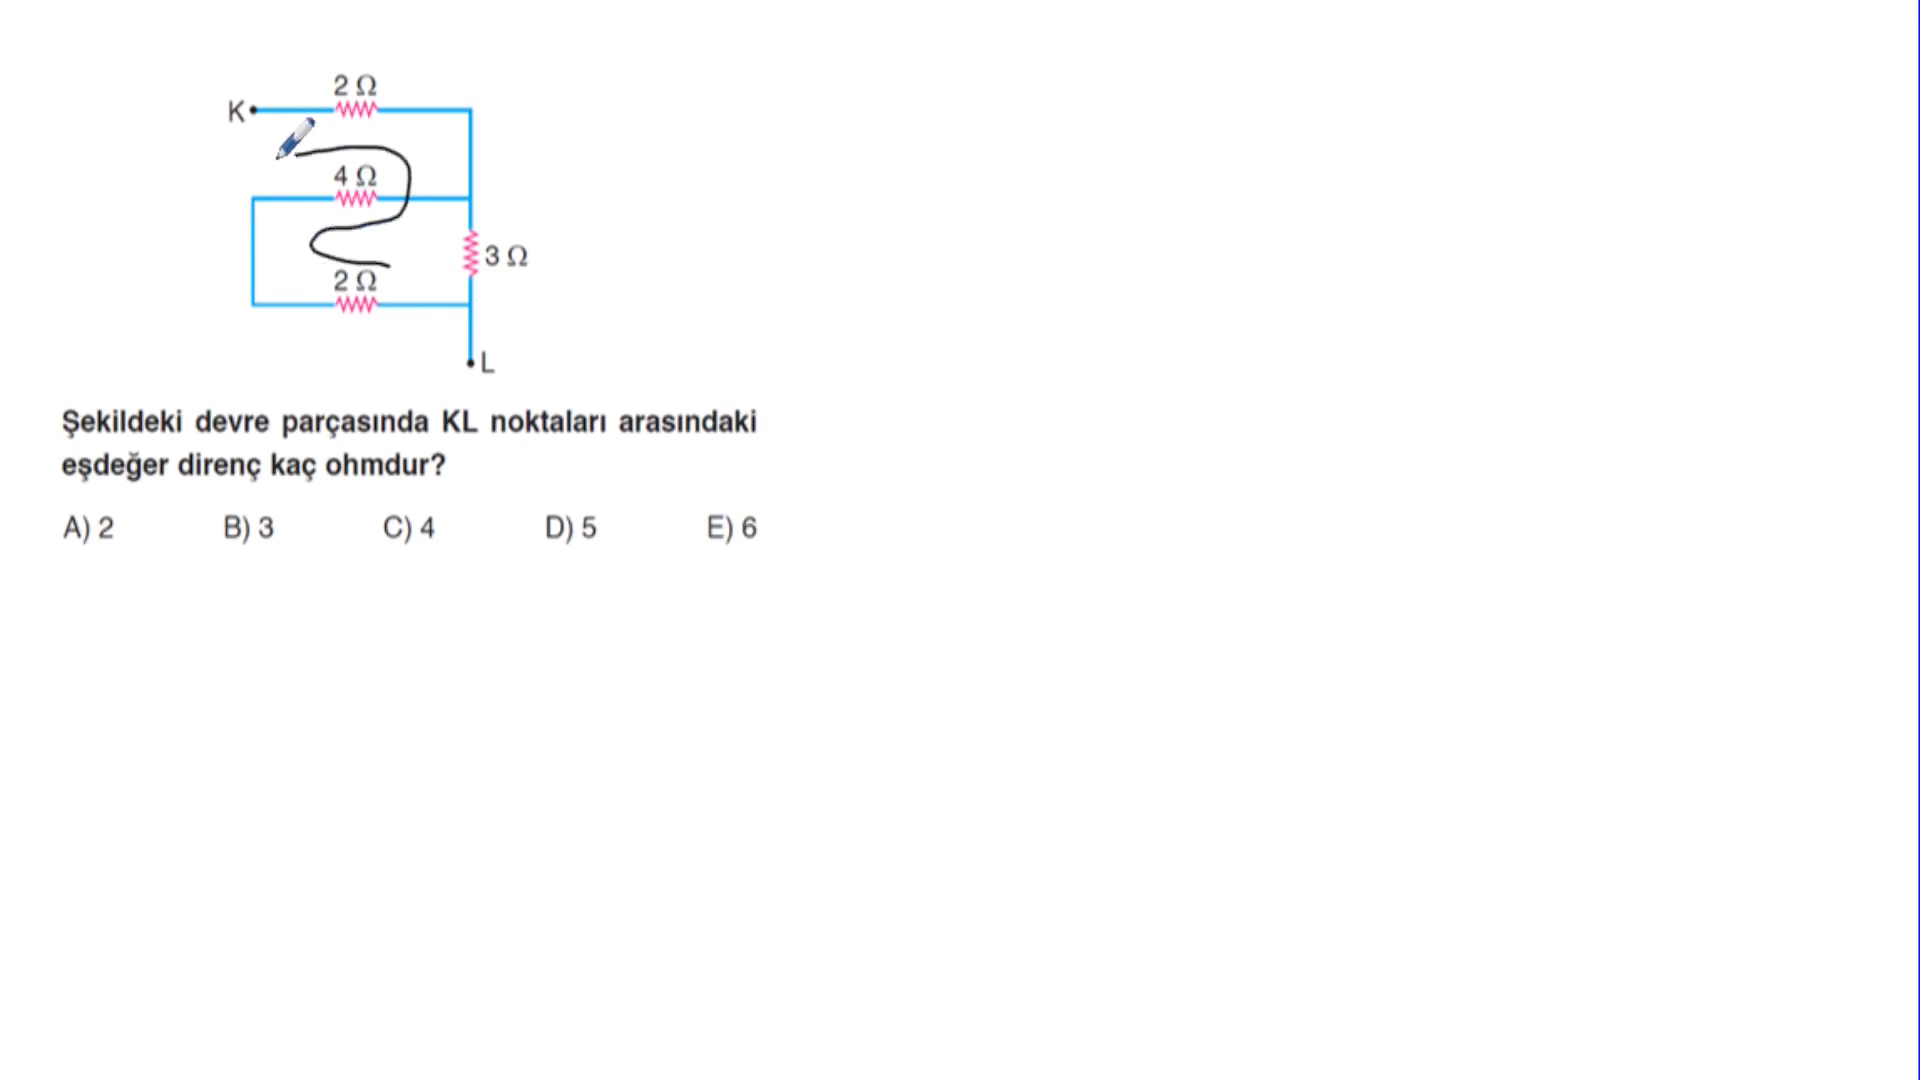 2 Ω
K
4 Ω
3 Ω
2 Ω
L
Şekildeki devre parçasında KL noktaları arasındaki
eşdeğer direnç kaç ohmdur?
A) 2 B) 3 C) 4 D) 5 E) 6